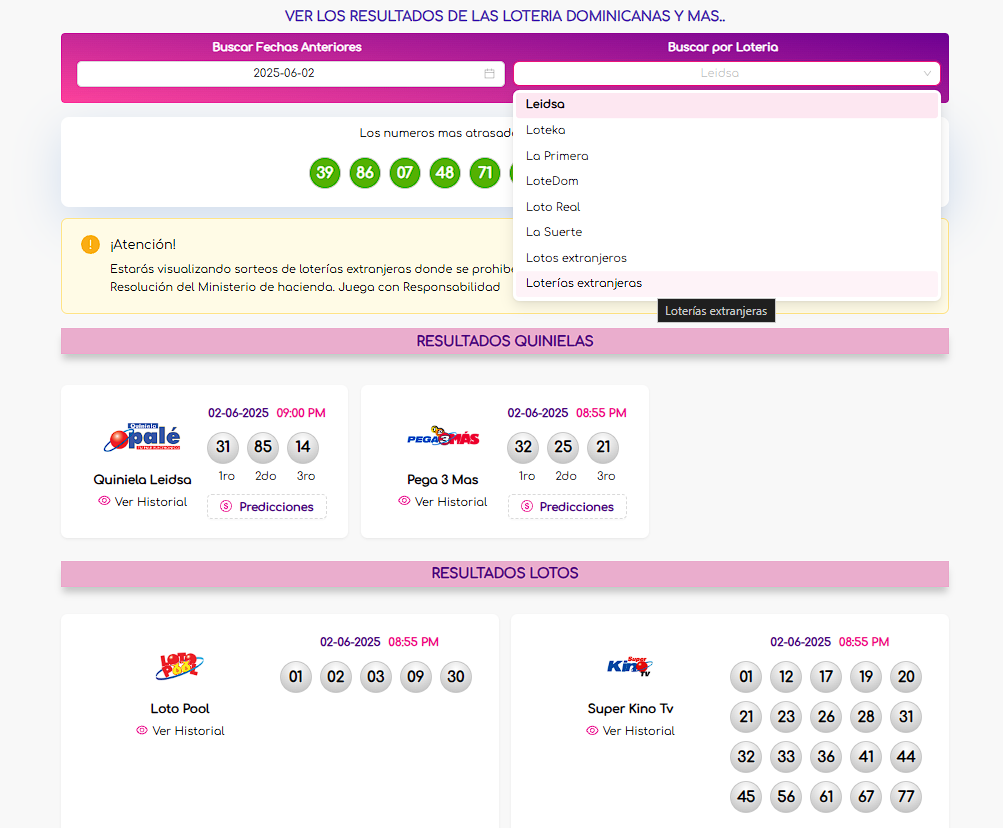 VER LOS RESULTADOS DE LAS LOTERIA DOMINICANAS Y MAS..
Buscar Fechas Anteriores
Buscar por Loteria
2025-06-02
Leidsa
Leidsa
Loteka
La Primera
LoteDom
Loto Real
La Suerte
Lotos extranjeros
Loterías extranjeras
Loterías extranjeras
Los numeros mas atrasado
39 86 07 48 71
¡Atención!
Estarás visualizando sorteos de loterías extranjeras donde se prohibe
Resolución del Ministerio de hacienda. Juega con Responsabilidad
RESULTADOS QUINIELAS
02-06-2025 09:00 PM
Quiniela
palé
31 85 14
1ro 2do 3ro
Quiniela Leidsa
Ver Historial
Predicciones
02-06-2025 08:55 PM
PEGA 3 MÁS
32 25 21
1ro 2do 3ro
Pega 3 Mas
Ver Historial
Predicciones
RESULTADOS LOTOS
02-06-2025 08:55 PM
LOTO
POOL
01 02 03 09 30
Loto Pool
Ver Historial
02-06-2025 08:55 PM
Super
Kino
TV
01 12 17 19 20
21 23 26 28 31
32 33 36 41 44
45 56 61 67 77
Super Kino Tv
Ver Historial